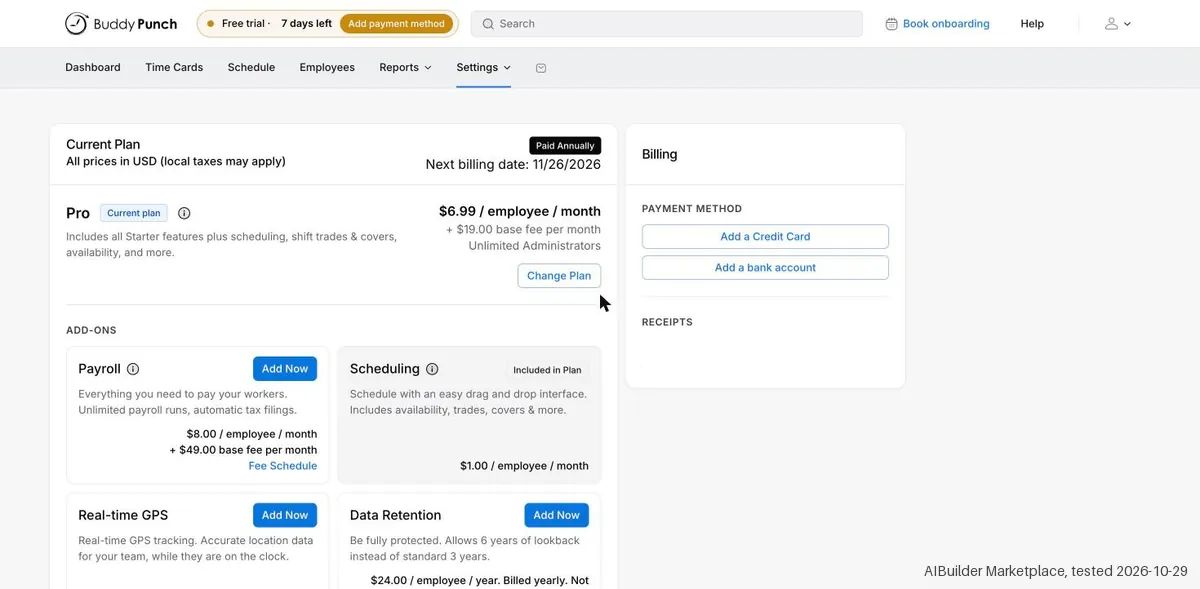 Buddy Punch
Free trial · 7 days left Add payment method
Search
Book onboarding
Help
Dashboard Time Cards Schedule Employees Reports Settings
Current Plan
All prices in USD (local taxes may apply)
Paid Annually
Next billing date: 11/26/2026
Pro Current plan
Includes all Starter features plus scheduling, shift trades & covers,
availability, and more.
$6.99 / employee / month
+ $19.00 base fee per month
Unlimited Administrators
Change Plan
ADD-ONS
Payroll Add Now
Everything you need to pay your workers.
Unlimited payroll runs, automatic tax filings.
$8.00 / employee / month
+ $49.00 base fee per month
Fee Schedule
Scheduling Included in Plan
Schedule with an easy drag and drop interface.
Includes availability, trades, covers & more.
$1.00 / employee / month
Real-time GPS Add Now
Real-time GPS tracking. Accurate location data
for your team, while they are on the clock.
Data Retention Add Now
Be fully protected. Allows 6 years of lookback
instead of standard 3 years.
$24.00 / employee / year. Billed yearly. Not
Billing
PAYMENT METHOD
Add a Credit Card
Add a bank account
RECEIPTS
AIBuilder Marketplace, tested 2026-10-29